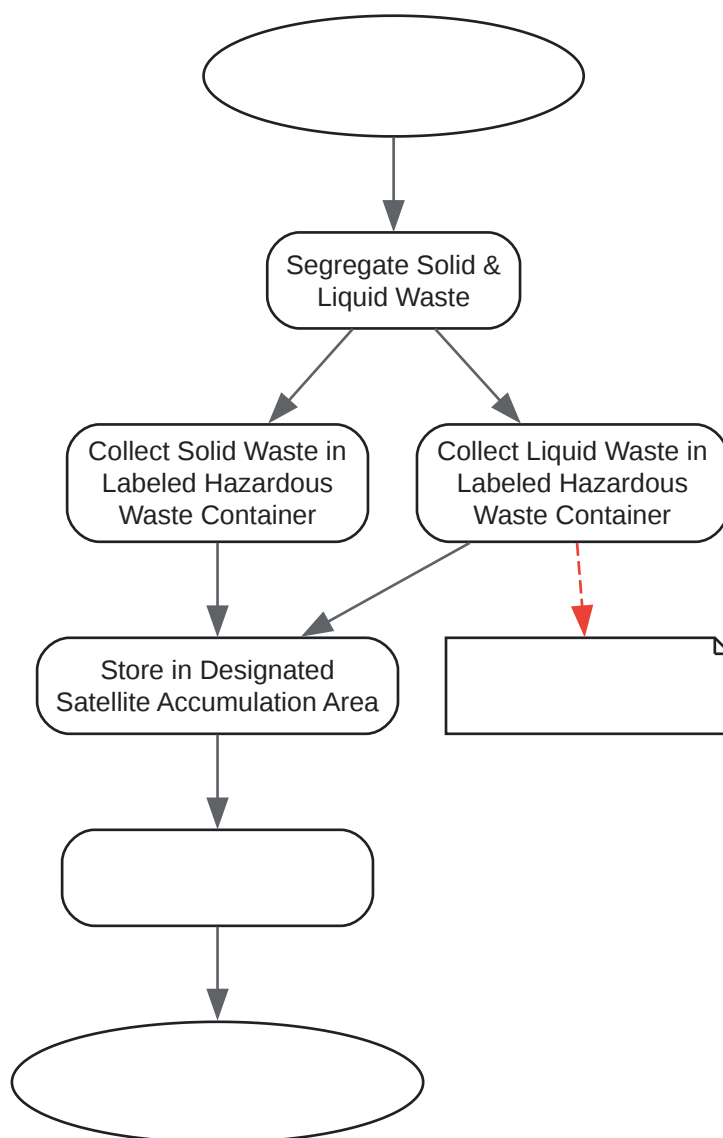 Segregate Solid &
Liquid Waste
Collect Solid Waste in
Labeled Hazardous
Waste Container
Collect Liquid Waste in
Labeled Hazardous
Waste Container
Store in Designated
Satellite Accumulation Area